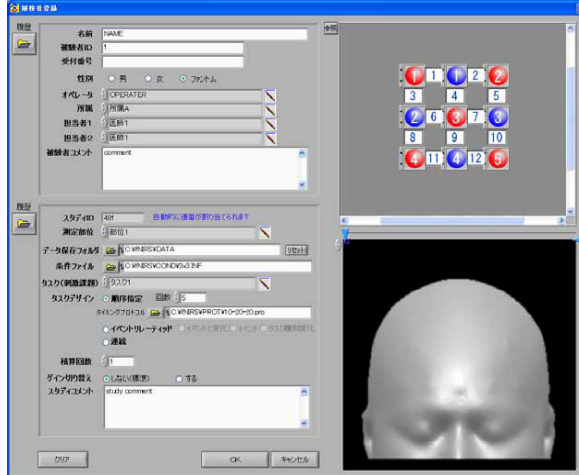 被験者登録
履歴
名前 NAME
被験者ID 1
受付番号
性別 男 女 ファントム
オペレータ OPERATER
所属 所属A
担当者1 医師1
担当者2 医師1
被験者コメント comment
履歴
スタディID 481 自動的に連番が割り当てられます
測定部位 部位1
データ保存フォルダ C:¥NIRS¥DATA リセット
条件ファイル C:¥NIRS¥COND¥3x3.INF
タスク(刺激課題) タスク1
タスクデザイン 順序指定 回数 5
タイミングプロトコル C:¥NIRS¥PROT¥10-20-20.pro
イベントリレーティッド
連続
積算回数 1
ゲイン切り替え しない(標準) する
スタディコメント study comment
クリア OK キャンセル
参照
1 1 1 2 2
3 4 5
2 6 3 7 3
8 9 10
4 11 4 12 5